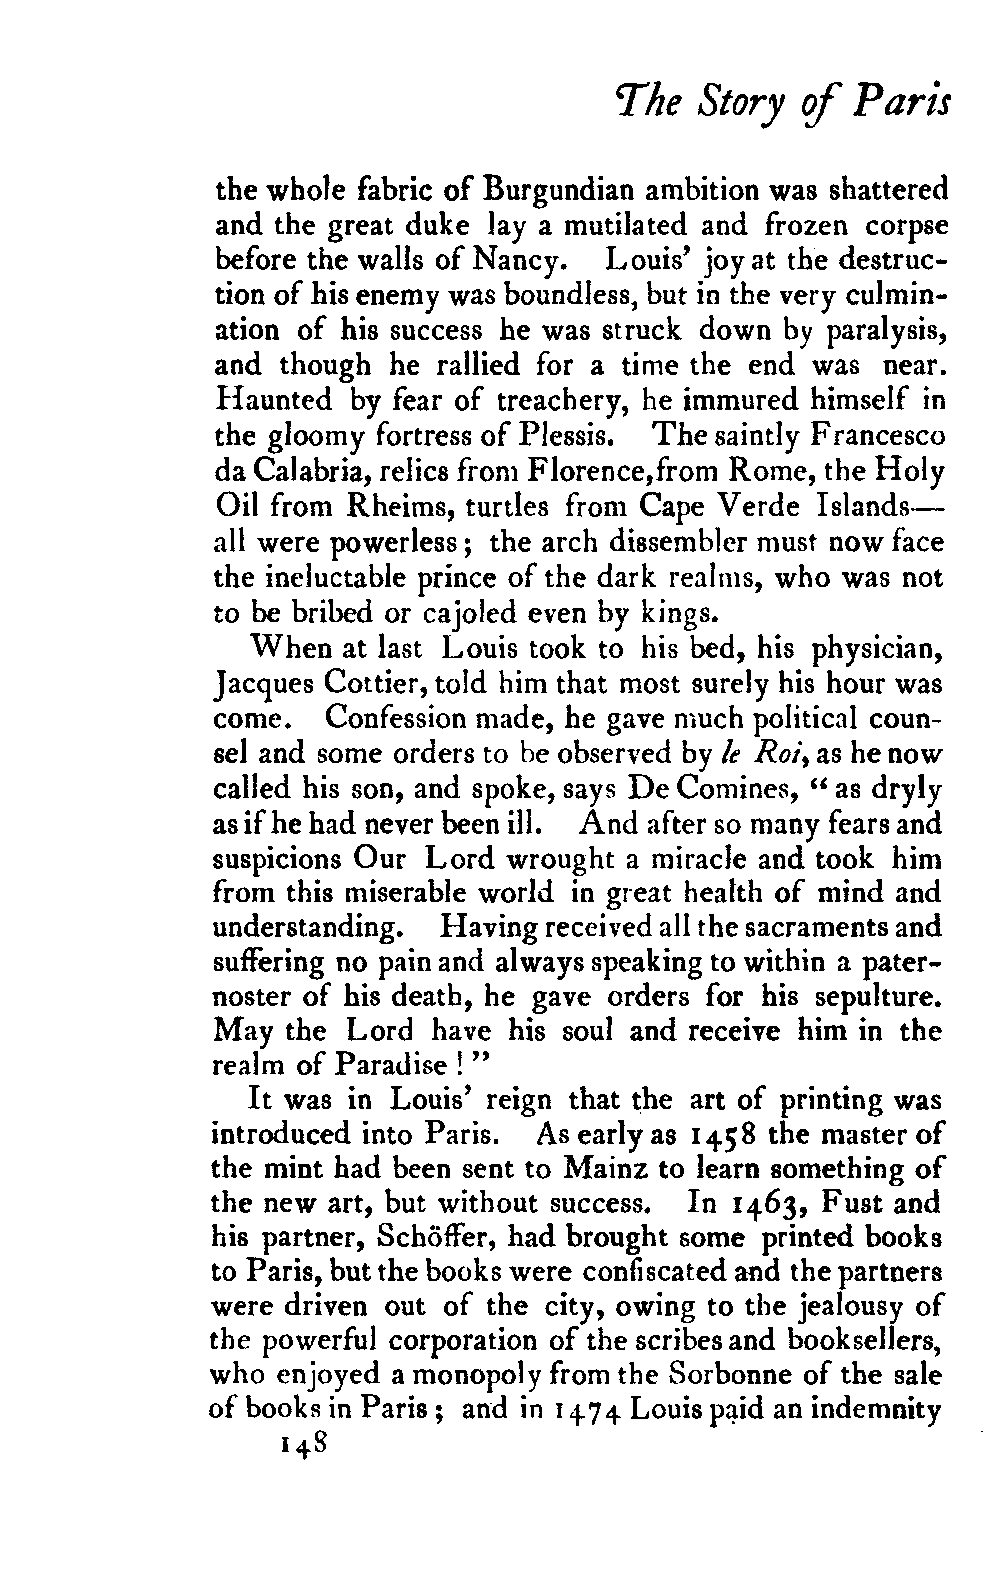 The Story of Paris
the whole fabric of Burgundian ambition was shattered
and the great duke lay a mutilated and frozen corpse
before the walls of Nancy. Louis' joy at the destruc-
tion of his enemy was boundless, but in the very culmin-
ation of his success he was struck down by paralysis,
and though he rallied for a time the end was near.
Haunted by fear of treachery, he immured himself in
the gloomy fortress of Plessis. The saintly Francesco
da Calabria, relics from Florence, from Rome, the Holy
Oil from Rheims, turtles from Cape Verde Islands—
all were powerless; the arch dissembler must now face
the ineluctable prince of the dark realms, who was not
to be bribed or cajoled even by kings.
When at last Louis took to his bed, his physician,
Jacques Cottier, told him that most surely his hour was
come. Confession made, he gave much political coun-
sel and some orders to be observed by le Roi, as he now
called his son, and spoke, says De Comines, "as dryly
as if he had never been ill. And after so many fears and
suspicions Our Lord wrought a miracle and took him
from this miserable world in great health of mind and
understanding. Having received all the sacraments and
suffering no pain and always speaking to within a pater-
noster of his death, he gave orders for his sepulture.
May the Lord have his soul and receive him in the
realm of Paradise!"
It was in Louis' reign that the art of printing was
introduced into Paris. As early as 1458 the master of
the mint had been sent to Mainz to learn something of
the new art, but without success. In 1463, Fust and
his partner, Schöffer, had brought some printed books
to Paris, but the books were confiscated and the partners
were driven out of the city, owing to the jealousy of
the powerful corporation of the scribes and booksellers,
who enjoyed a monopoly from the Sorbonne of the sale
of books in Paris; and in 1474 Louis paid an indemnity
148